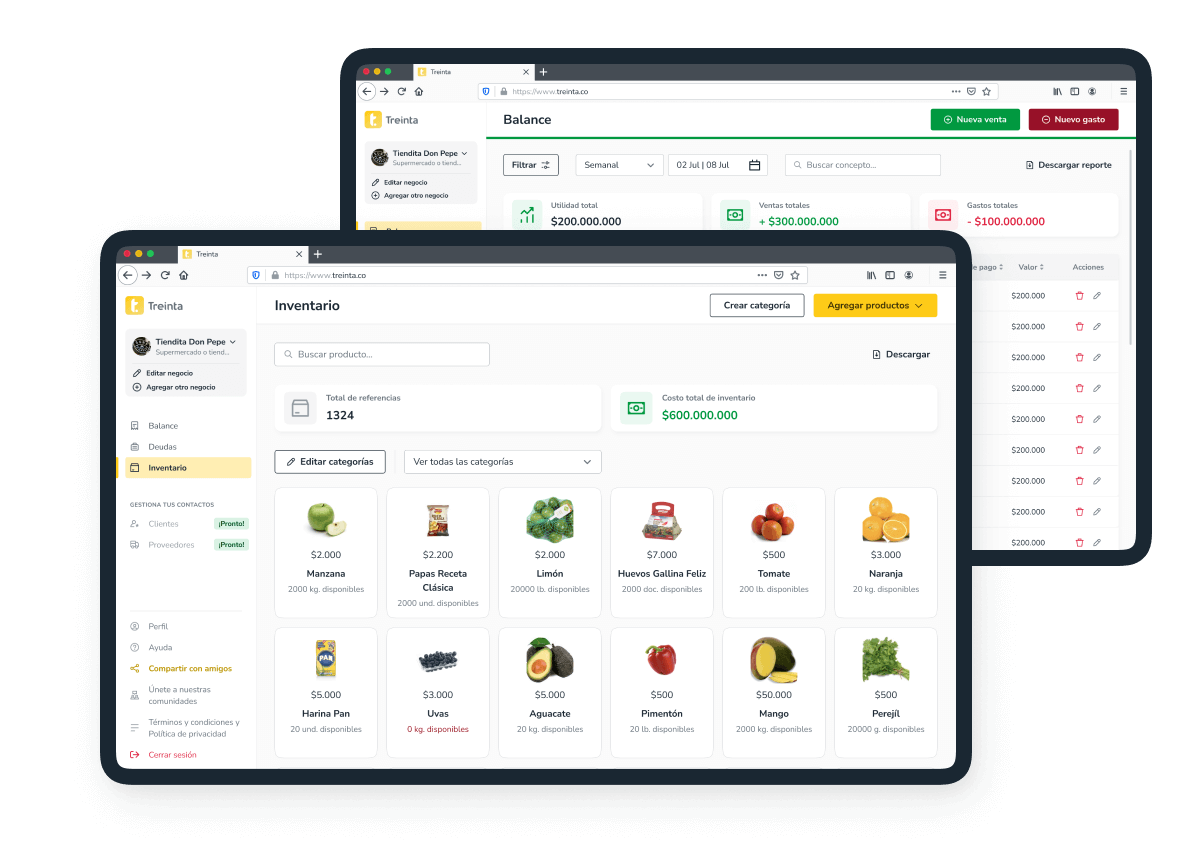 Treinta
https://www.treinta.co
Treinta
Balance
Nueva venta
Nuevo gasto
Tiendita Don Pepe
Supermercado o tiend...
Editar negocio
Agregar otro negocio
Filtrar
Semanal
02 Jul | 08 Jul
Buscar concepto...
Descargar reporte
Utilidad total
$200.000.000
Ventas totales
+ $300.000.000
Gastos totales
- $100.000.000
de pago
Valor
Acciones
$200.000
$200.000
$200.000
$200.000
$200.000
$200.000
$200.000
$200.000
$200.000
Treinta
https://www.treinta.co
Treinta
Inventario
Crear categoría
Agregar productos
Tiendita Don Pepe
Supermercado o tiend...
Editar negocio
Agregar otro negocio
Balance
Deudas
Inventario
GESTIONA TUS CONTACTOS
Clientes
¡Pronto!
Proveedores
¡Pronto!
Perfil
Ayuda
Compartir con amigos
Únete a nuestras
comunidades
Términos y condiciones y
Política de privacidad
Cerrar sesión
Buscar producto...
Descargar
Total de referencias
1324
Costo total de inventario
$600.000.000
Editar categorías
Ver todas las categorías
$2.000
Manzana
2000 kg. disponibles
$2.200
Papas Receta
Clásica
2000 und. disponibles
$2.000
Limón
20000 lb. disponibles
$7.000
Huevos Gallina Feliz
2000 doc. disponibles
$500
Tomate
200 lb. disponibles
$3.000
Naranja
20 kg. disponibles
PAN
$5.000
Harina Pan
20 und. disponibles
$3.000
Uvas
0 kg. disponibles
$5.000
Aguacate
20 kg. disponibles
$500
Pimentón
20 lb. disponibles
$50.000
Mango
2000 kg. disponibles
$500
Perejíl
20000 g. disponibles